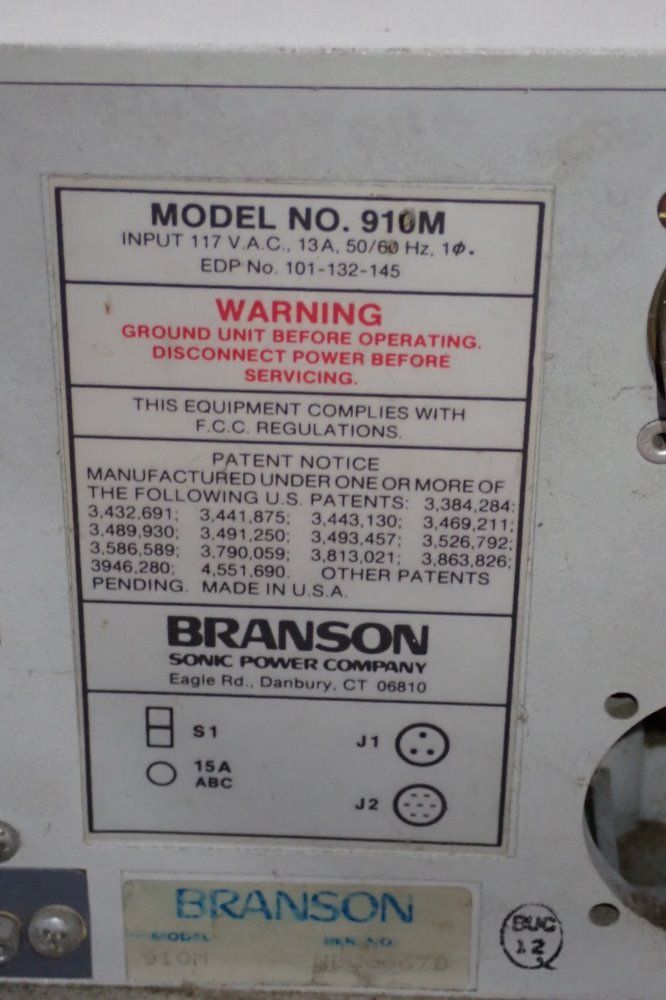 MODEL NO. 910M
INPUT 117 V.A.C., 13A, 50/60 Hz, 1ϕ.
EDP No. 101-132-145
WARNING
GROUND UNIT BEFORE OPERATING.
DISCONNECT POWER BEFORE
SERVICING.
THIS EQUIPMENT COMPLIES WITH
F.C.C. REGULATIONS.
PATENT NOTICE
MANUFACTURED UNDER ONE OR MORE OF
THE FOLLOWING U.S. PATENTS: 3,384,284;
3,432,691; 3,441,875; 3,443,130; 3,469,211;
3,489,930; 3,491,250; 3,493,457; 3,526,792;
3,586,589; 3,790,059; 3,813,021; 3,863,826;
3946,280; 4,551,690. OTHER PATENTS
PENDING. MADE IN U.S.A.
BRANSON
SONIC POWER COMPANY
Eagle Rd., Danbury, CT 06810
S1
J1
15A
ABC
J2
BRANSON
MODEL SER. NO.
910M
BUC
12